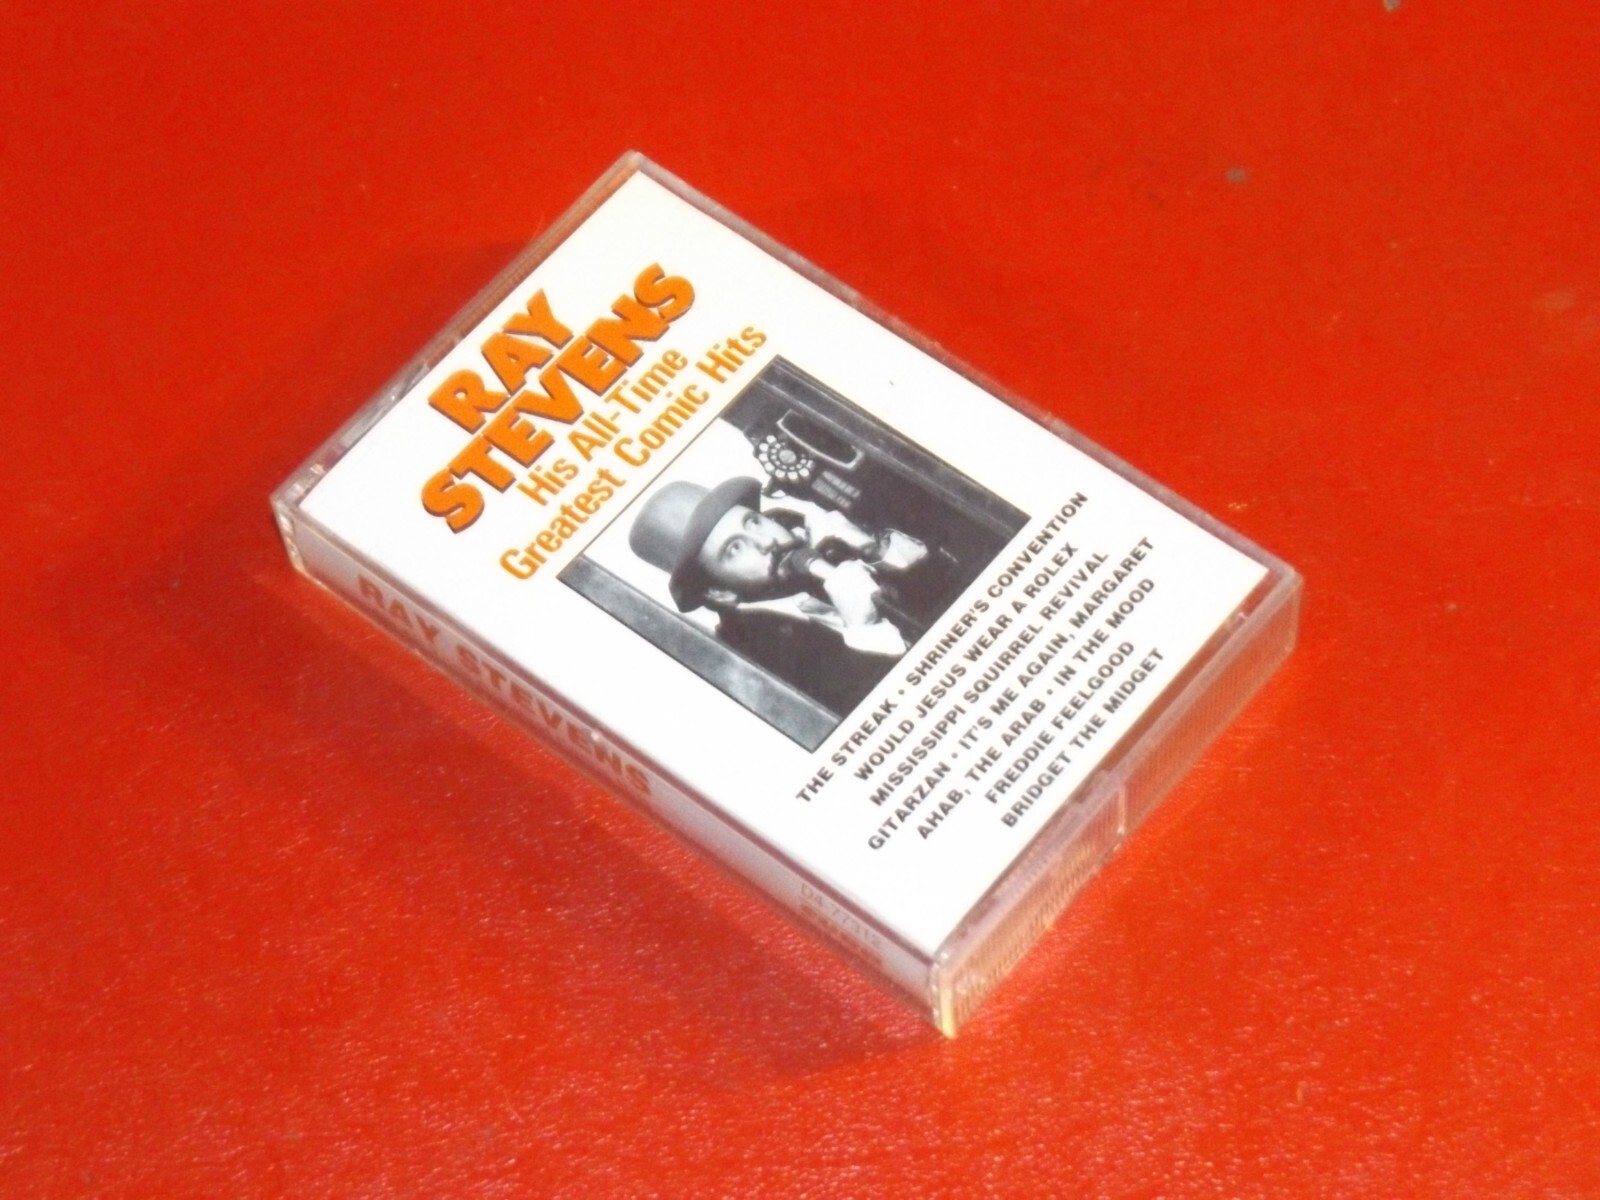 RAY
STEVENS
His All-Time
Greatest Comic Hits
THE STREAK • SHRINER'S CONVENTION
WOULD JESUS WEAR A ROLEX
MISSISSIPPI SQUIRREL REVIVAL
GITARZAN • IT'S ME AGAIN, MARGARET
AHAB, THE ARAB • IN THE MOOD
FREDDIE FEELGOOD
BRIDGET THE MIDGET
RAY STEVENS
D4-77312